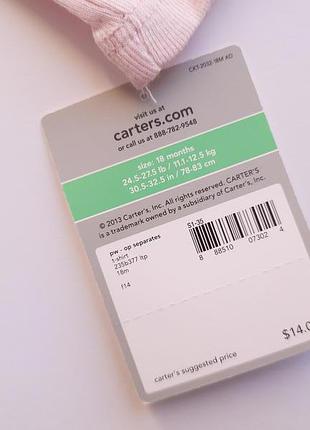 CKT-2032-18M AD
visit us at
carters.com
or call us at 888-782-9548
size: 18 months
24.5-27.5 lb / 11.1-12.5 kg
30.5-32.5 in / 78-83 cm
© 2013 Carter's, Inc. All rights reserved. CARTER'S
is a trademark owned by a subsidiary of Carter's, Inc.
pw - op separates
t-shirt
235b377 ltp
18m
f14
51-35
8 88510 07302 4
$14.0
carter's suggested price